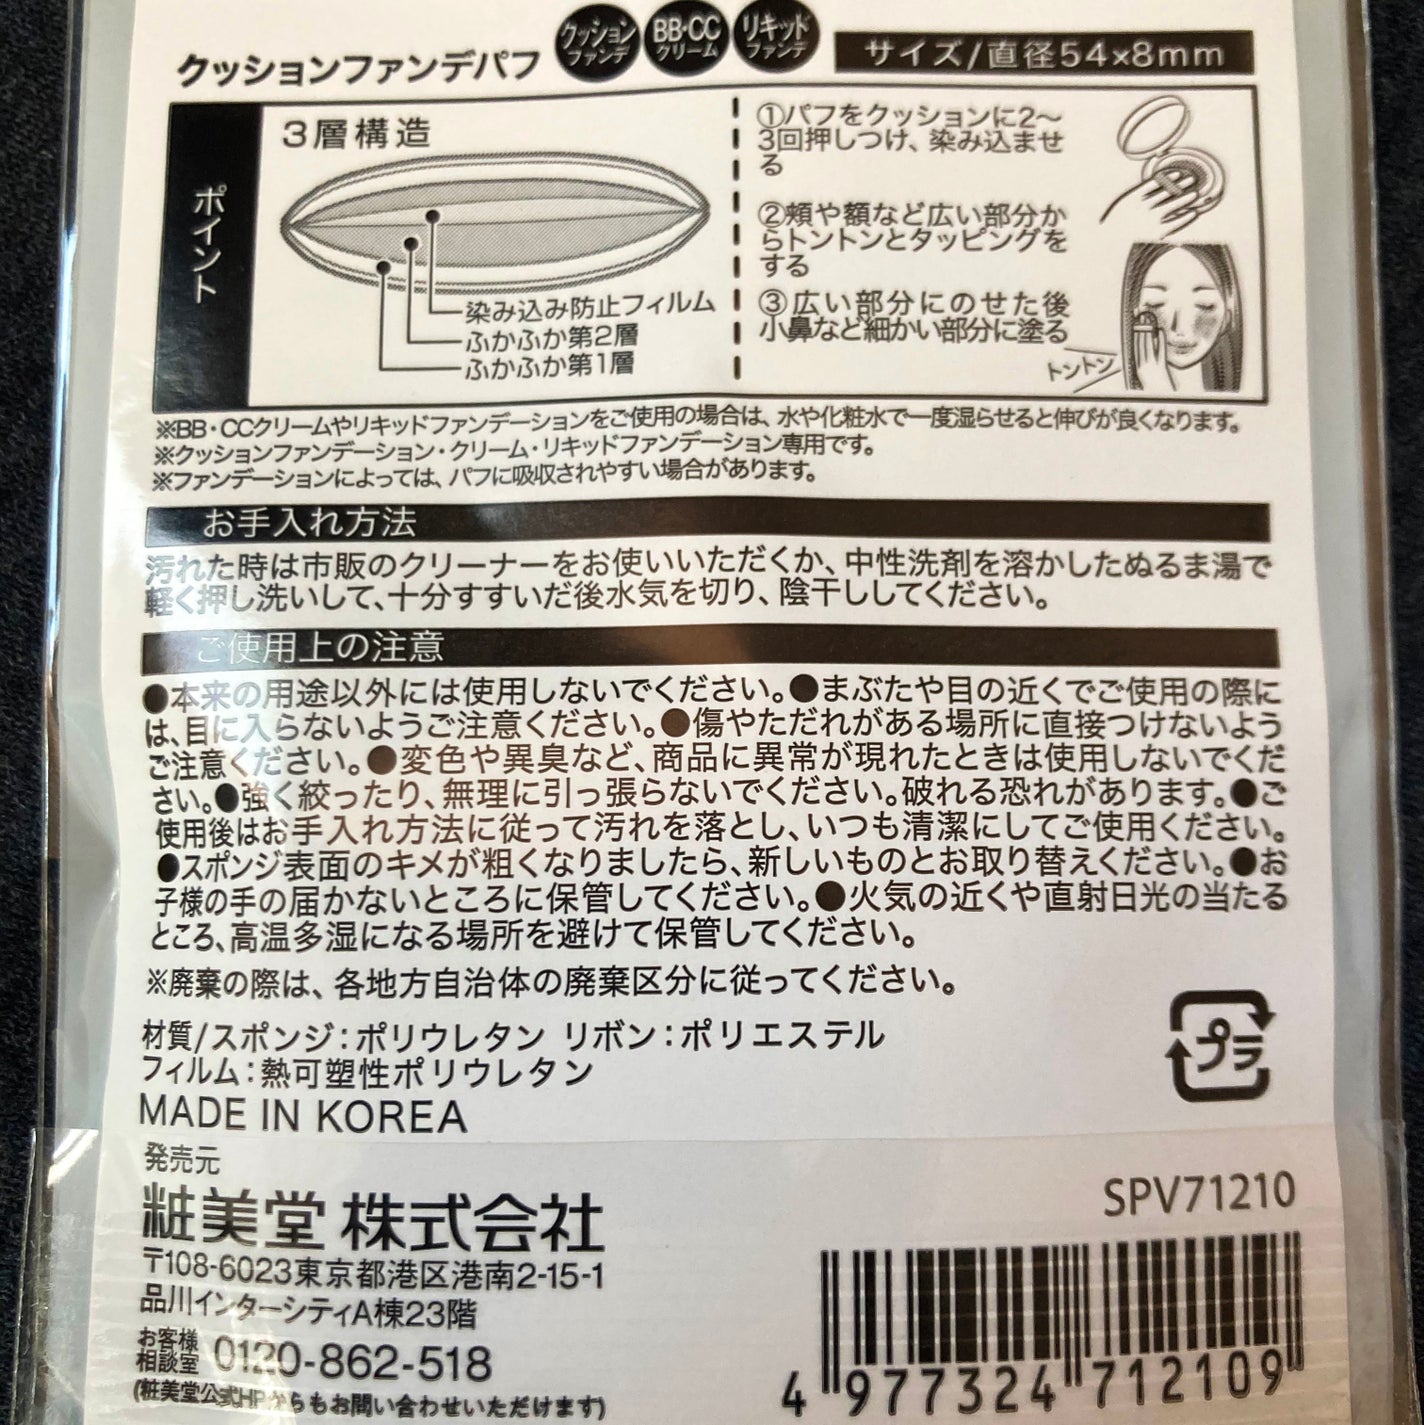 クッションファンデパフ
クッション
ファンデ
BB・CC
クリーム
リキッド
ファンデ
サイズ/直径54×8mm
ポイント
3層構造
染み込み防止フィルム
ふかふか第2層
ふかふか第1層
①パフをクッションに2〜
3回押しつけ、染み込ませ
る
②頬や額など広い部分か
らトントンとタッピングを
する
③広い部分にのせた後
小鼻など細かい部分に塗る
トントン
※BB・CCクリームやリキッドファンデーションをご使用の場合は、水や化粧水で一度湿らせると伸びが良くなります。
※クッションファンデーション・クリーム・リキッドファンデーション専用です。
※ファンデーションによっては、パフに吸収されやすい場合があります。
お手入れ方法
汚れた時は市販のクリーナーをお使いいただくか、中性洗剤を溶かしたぬるま湯で
軽く押し洗いして、十分すすいだ後水気を切り、陰干ししてください。
ご使用上の注意
●本来の用途以外には使用しないでください。●まぶたや目の近くでご使用の際に
は、目に入らないようご注意ください。●傷やただれがある場所に直接つけないよう
ご注意ください。●変色や異臭など、商品に異常が現れたときは使用しないでくだ
さい。●強く絞ったり、無理に引っ張らないでください。破れる恐れがあります。●ご
使用後はお手入れ方法に従って汚れを落とし、いつも清潔にしてご使用ください。
●スポンジ表面のキメが粗くなりましたら、新しいものとお取り替えください。●お
子様の手の届かないところに保管してください。●火気の近くや直射日光の当たる
ところ、高温多湿になる場所を避けて保管してください。
※廃棄の際は、各地方自治体の廃棄区分に従ってください。
材質/スポンジ：ポリウレタン リボン：ポリエステル
フィルム：熱可塑性ポリウレタン
プラ
MADE IN KOREA
発売元
粧美堂 株式会社
〒108-6023東京都港区港南2-15-1
品川インターシティA棟23階
お客様
相談室 0120-862-518
(粧美堂公式HPからもお問い合わせいただけます)
SPV71210
4 977324 712109